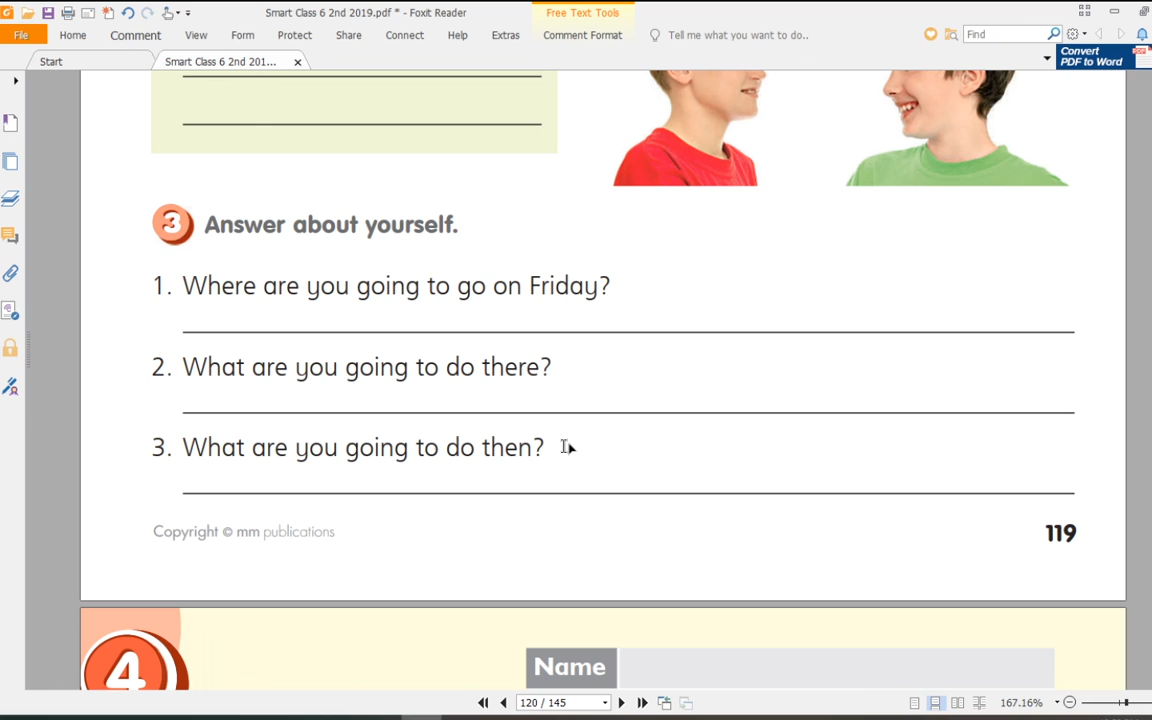 Smart Class 6 2nd 2019.pdf * - Foxit Reader
Free Text Tools
File Home Comment View Form Protect Share Connect Help Extras Comment Format Tell me what you want to do.. Find
Start
Smart Class 6 2nd 201...
Convert
PDF to Word
3 Answer about yourself.
1. Where are you going to go on Friday?
2. What are you going to do there?
3. What are you going to do then?
Copyright © mm publications
119
4
Name
120 / 145
167.16%